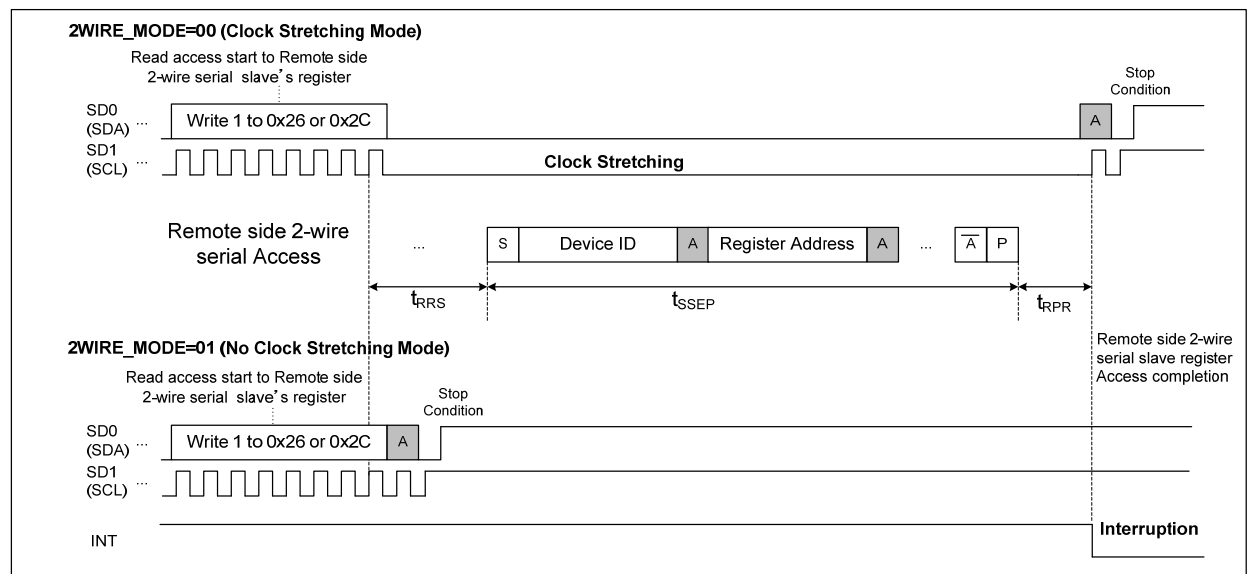 2WIRE_MODE=00 (Clock Stretching Mode)
Read access start to Remote side
2-wire serial slave's register
Stop
Condition
SD0
(SDA) ...
Write 1 to 0x26 or 0x2C
A
SD1
(SCL) ...
Clock Stretching
Remote side 2-wire
serial Access
...
S
Device ID
A
Register Address
A
...
A̅
P
tRRS
tSSEP
tRPR
2WIRE_MODE=01 (No Clock Stretching Mode)
Remote side 2-wire
serial slave register
Access completion
Read access start to Remote side
2-wire serial slave's register
Stop
Condition
SD0
(SDA) ...
Write 1 to 0x26 or 0x2C
A
SD1
(SCL) ...
INT
Interruption